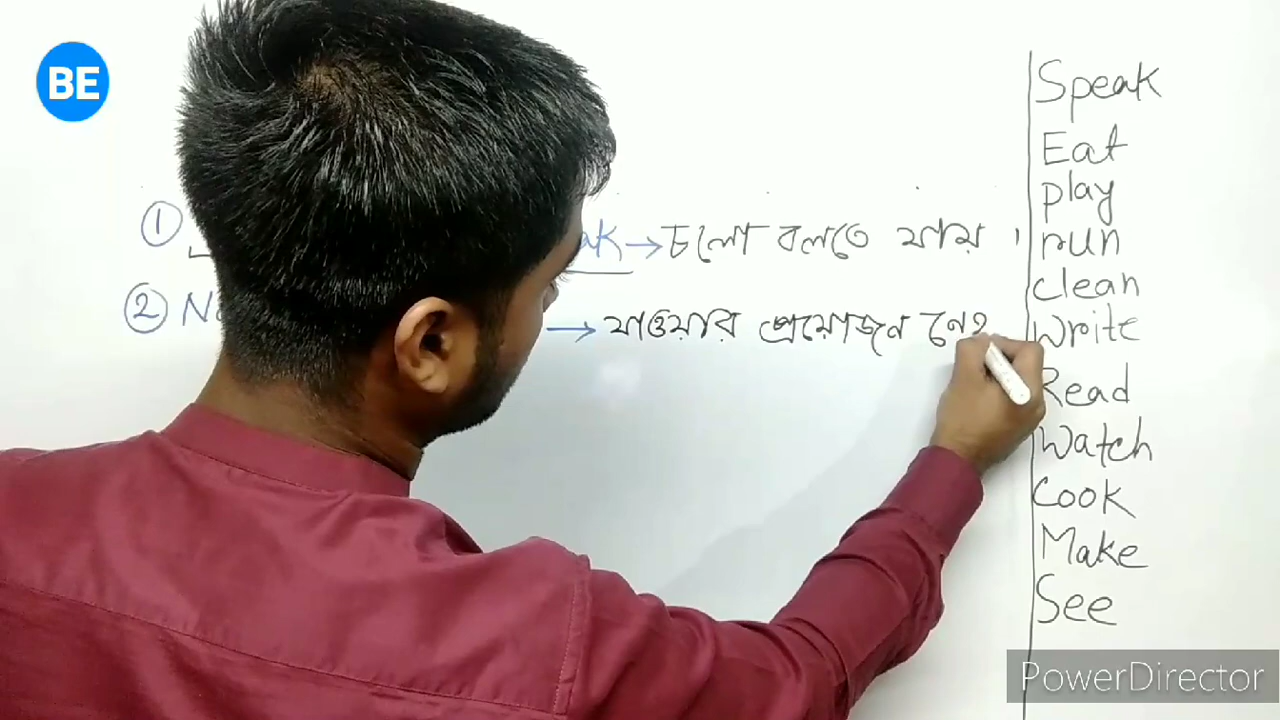 BE
① → চলো বলতে যায় ।
② → যাওয়ার প্রয়োজন নেই
Speak
Eat
play
run
clean
Write
Read
Watch
Cook
Make
See
PowerDirector